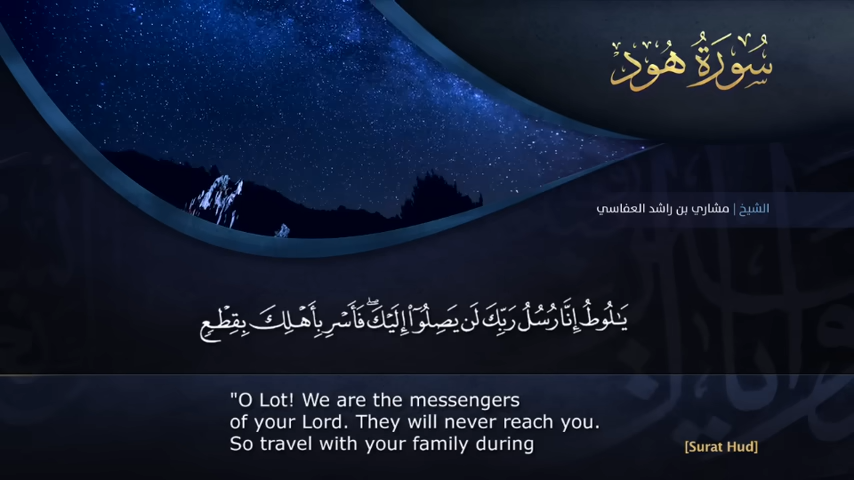 سُورَةُ هُود
الشيخ | مشاري بن راشد العفاسي
يَٰلُوطُ إِنَّا رُسُلُ رَبِّكَ لَن يَصِلُوٓا۟ إِلَيْكَ ۖ فَأَسْرِ بِأَهْلِكَ بِقِطْعٍ
"O Lot! We are the messengers
of your Lord. They will never reach you.
So travel with your family during
[Surat Hud]